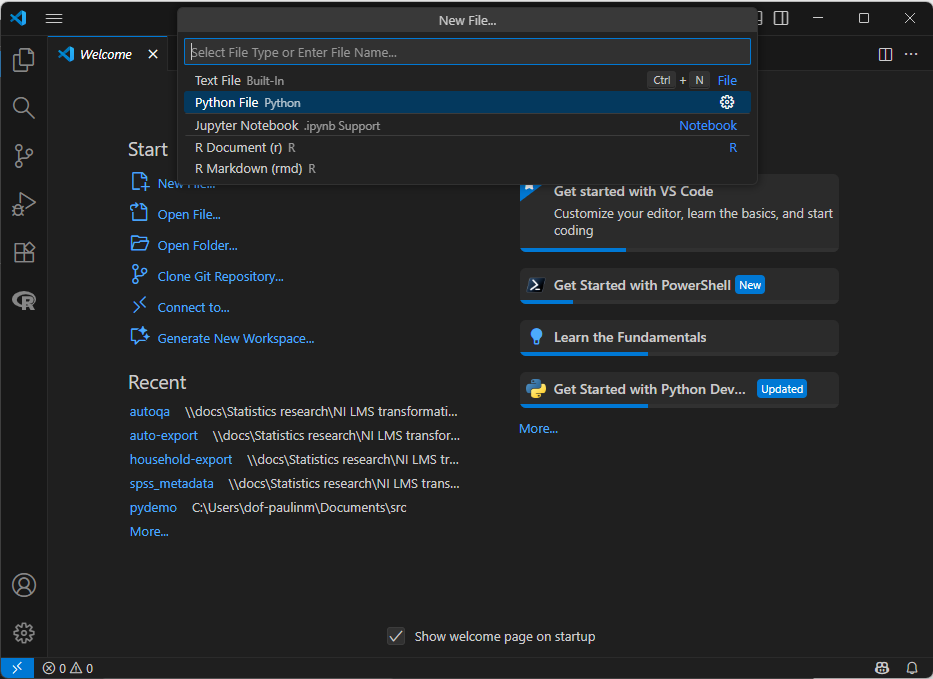 New File...
Select File Type or Enter File Name...
Text File Built-In Ctrl + N File
Python File Python
Jupyter Notebook .ipynb Support Notebook
R Document (r) R R
R Markdown (rmd) R
Welcome
Start
New File...
Open File...
Open Folder...
Clone Git Repository...
Connect to...
Generate New Workspace...
Recent
autoqa \\docs\Statistics research\NI LMS transformati...
auto-export \\docs\Statistics research\NI LMS transfor...
household-export \\docs\Statistics research\NI LMS tr...
spss_metadata \\docs\Statistics research\NI LMS trans...
pydemo C:\Users\dof-paulinm\Documents\src
More...
Get started with VS Code
Customize your editor, learn the basics, and start
coding
Get Started with PowerShell New
Learn the Fundamentals
Get Started with Python Dev... Updated
More...
Show welcome page on startup
0 0